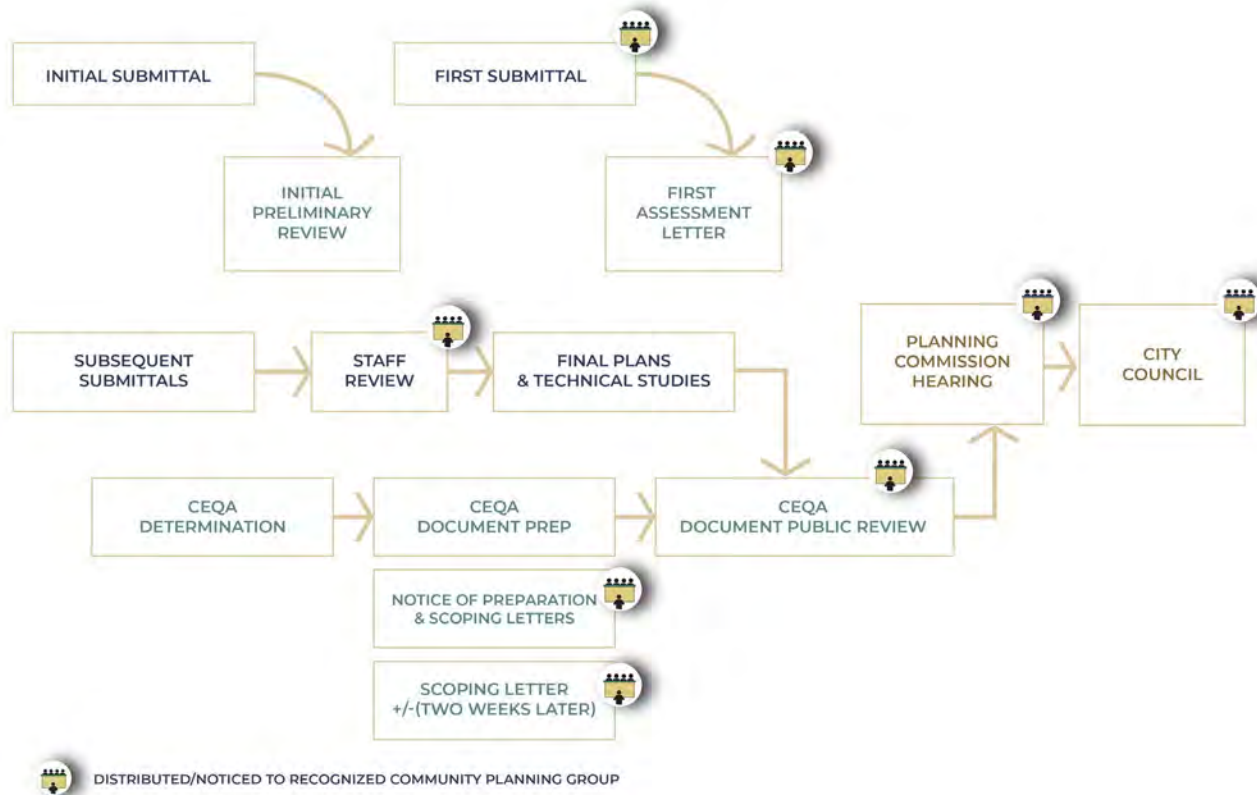 INITIAL SUBMITTAL
FIRST SUBMITTAL
INITIAL
PRELIMINARY
REVIEW
FIRST
ASSESSMENT
LETTER
SUBSEQUENT
SUBMITTALS
STAFF
REVIEW
FINAL PLANS
& TECHNICAL STUDIES
PLANNING
COMMISSION
HEARING
CITY
COUNCIL
CEQA
DETERMINATION
CEQA
DOCUMENT PREP
CEQA
DOCUMENT PUBLIC REVIEW
NOTICE OF PREPARATION
& SCOPING LETTERS
SCOPING LETTER
+/-(TWO WEEKS LATER)
DISTRIBUTED/NOTICED TO RECOGNIZED COMMUNITY PLANNING GROUP